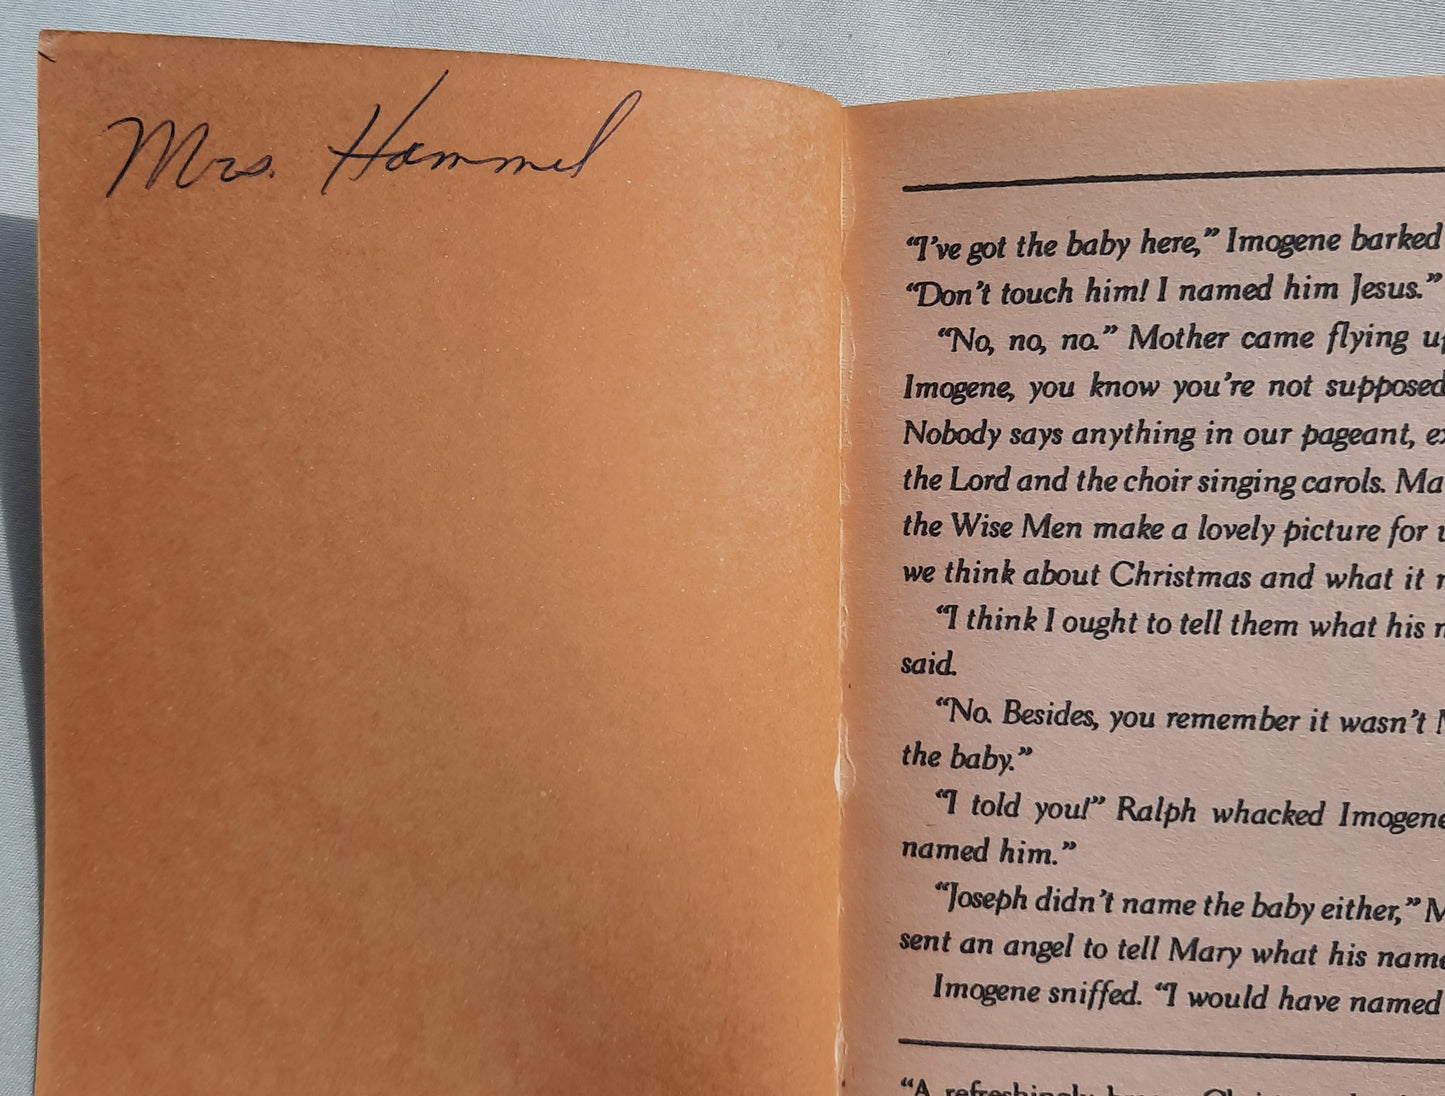 Mrs. Hammel
“I’ve got the baby here,” Imogene barked
“Don’t touch him! I named him Jesus.”
“No, no, no.” Mother came flying
Imogene, you know you’re not supposed
Nobody says anything in our pageant,
the Lord and the choir singing carols.
the Wise Men make a lovely picture for
we think about Christmas and what it
“I think I ought to tell them what his
said.
“No. Besides, you remember it wasn’t
the baby.”
“I told you!” Ralph whacked Imogene
named him.”
“Joseph didn’t name the baby either,”
sent an angel to tell Mary what his name
Imogene sniffed. “I would have named
“A refreshingly